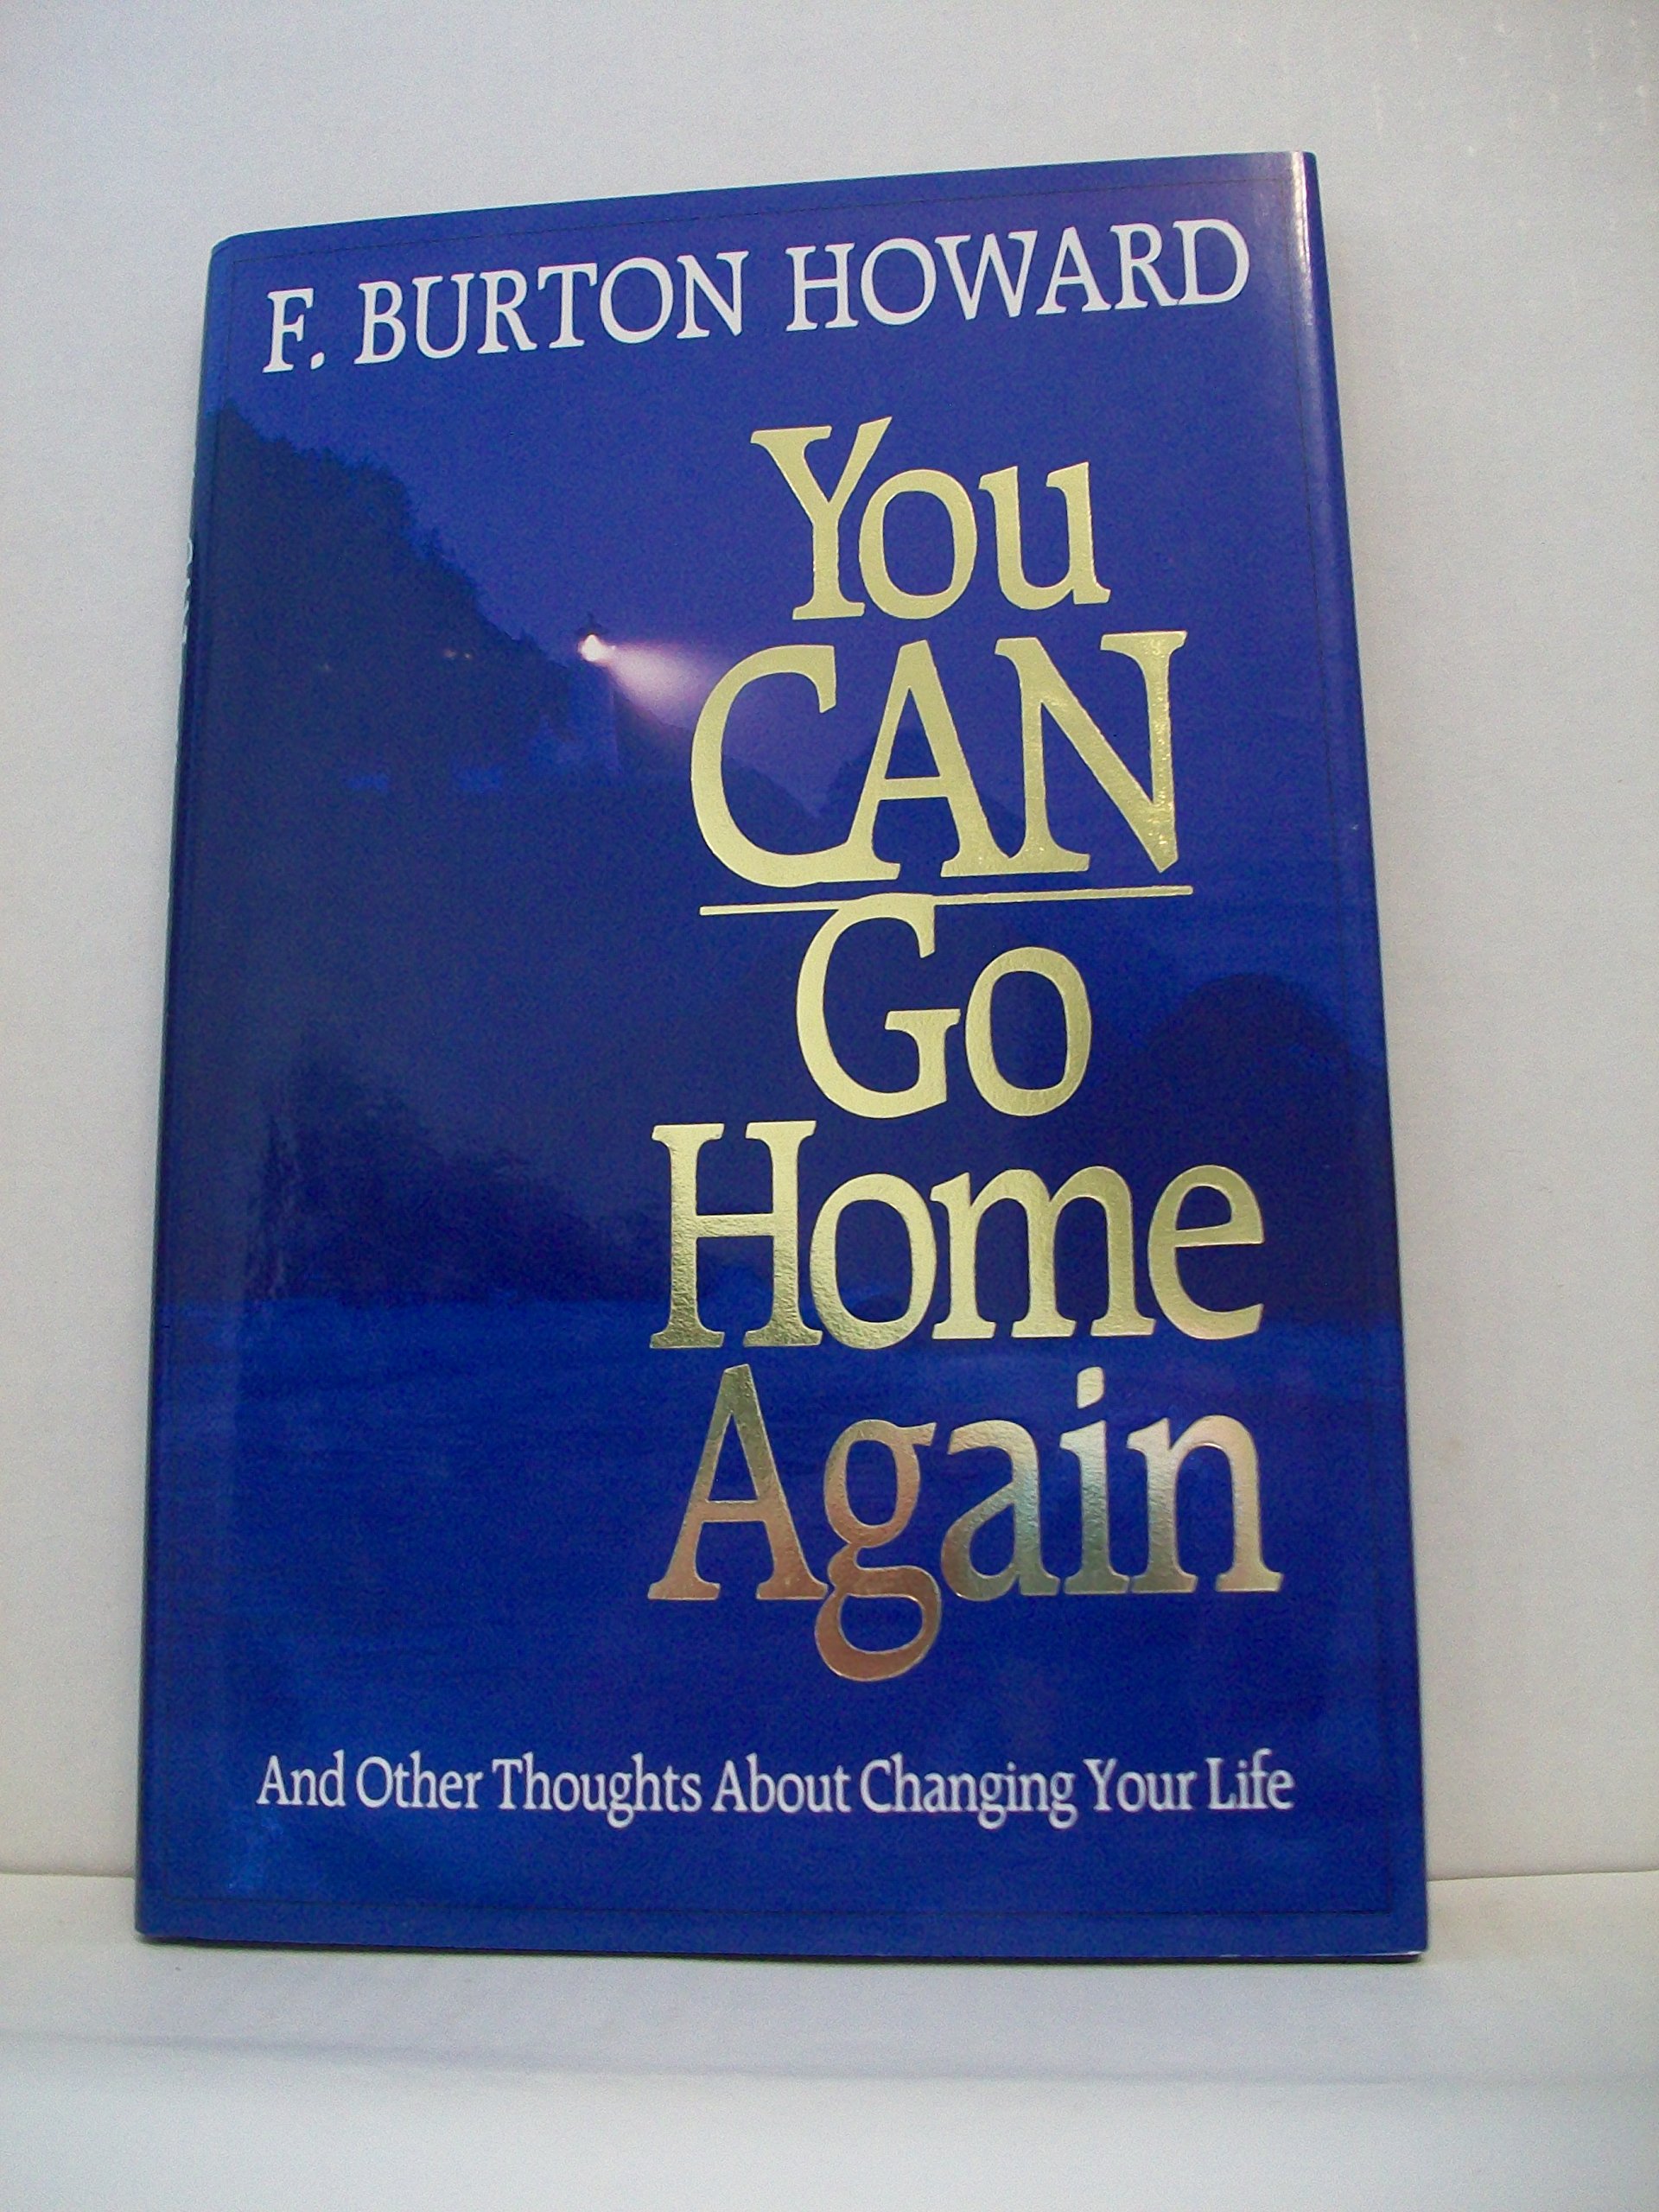 F. BURTON HOWARD
You
CAN
Go
Home
Again
And Other Thoughts About Changing Your Life